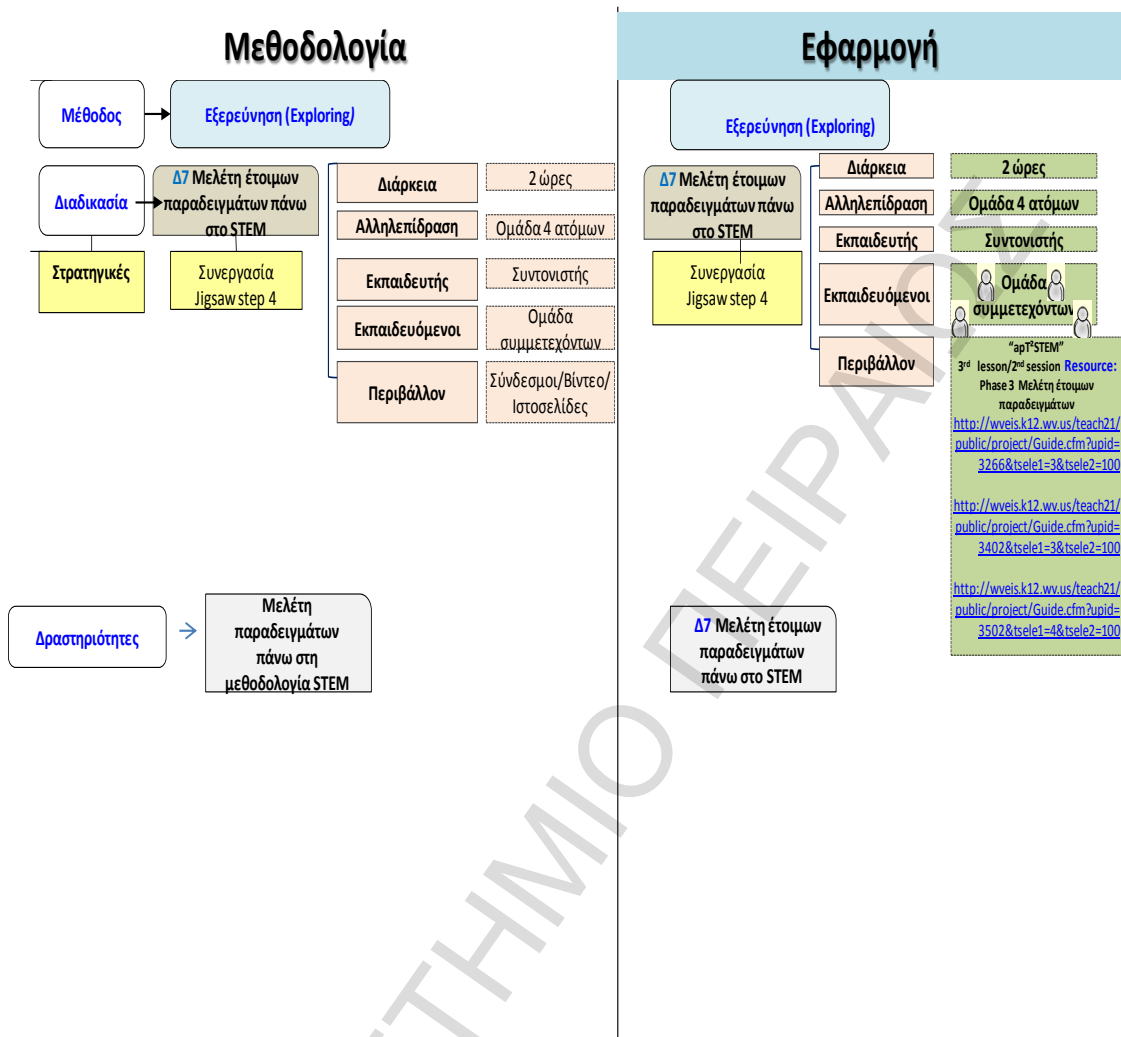 Μεθοδολογία
Μέθοδος
Εξερεύνηση (Exploring)
Διαδικασία
Δ7 Μελέτη έτοιμων
παραδειγμάτων πάνω
στο STEM
Διάρκεια
2 ώρες
Αλληλεπίδραση
Ομάδα 4 ατόμων
Στρατηγικές
Συνεργασία
Jigsaw step 4
Εκπαιδευτής
Συντονιστής
Εκπαιδευόμενοι
Ομάδα
συμμετεχόντων
Περιβάλλον
Σύνδεσμοι/Βίντεο/
Ιστοσελίδες
Δραστηριότητες
Μελέτη
παραδειγμάτων
πάνω στη
μεθοδολογία STEM
Εφαρμογή
Εξερεύνηση (Exploring)
Δ7 Μελέτη έτοιμων
παραδειγμάτων πάνω
στο STEM
Συνεργασία
Jigsaw step 4
Διάρκεια
2 ώρες
Αλληλεπίδραση
Ομάδα 4 ατόμων
Εκπαιδευτής
Συντονιστής
Εκπαιδευόμενοι
Ομάδα
συμμετεχόντων
Περιβάλλον
“apT²STEM”
3rd lesson/2nd session Resource:
Phase 3 Μελέτη έτοιμων
παραδειγμάτων
http://wveis.k12.wv.us/teach21/
public/project/Guide.cfm?upid=
3266&tsele1=3&tsele2=100
http://wveis.k12.wv.us/teach21/
public/project/Guide.cfm?upid=
3402&tsele1=3&tsele2=100
http://wveis.k12.wv.us/teach21/
public/project/Guide.cfm?upid=
3502&tsele1=4&tsele2=100
Δ7 Μελέτη έτοιμων
παραδειγμάτων
πάνω στο STEM
ΣΤΗΜΙΟ ΠΕΙΡΑΙΩΣ